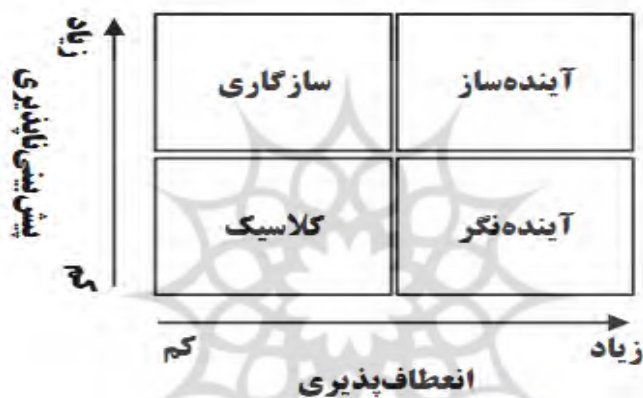 زیاد
پیش‌بینی‌ناپذیری
کم
آینده‌ساز
سازگاری
آینده‌نگر
کلاسیک
کم
زیاد
انعطاف‌پذیری